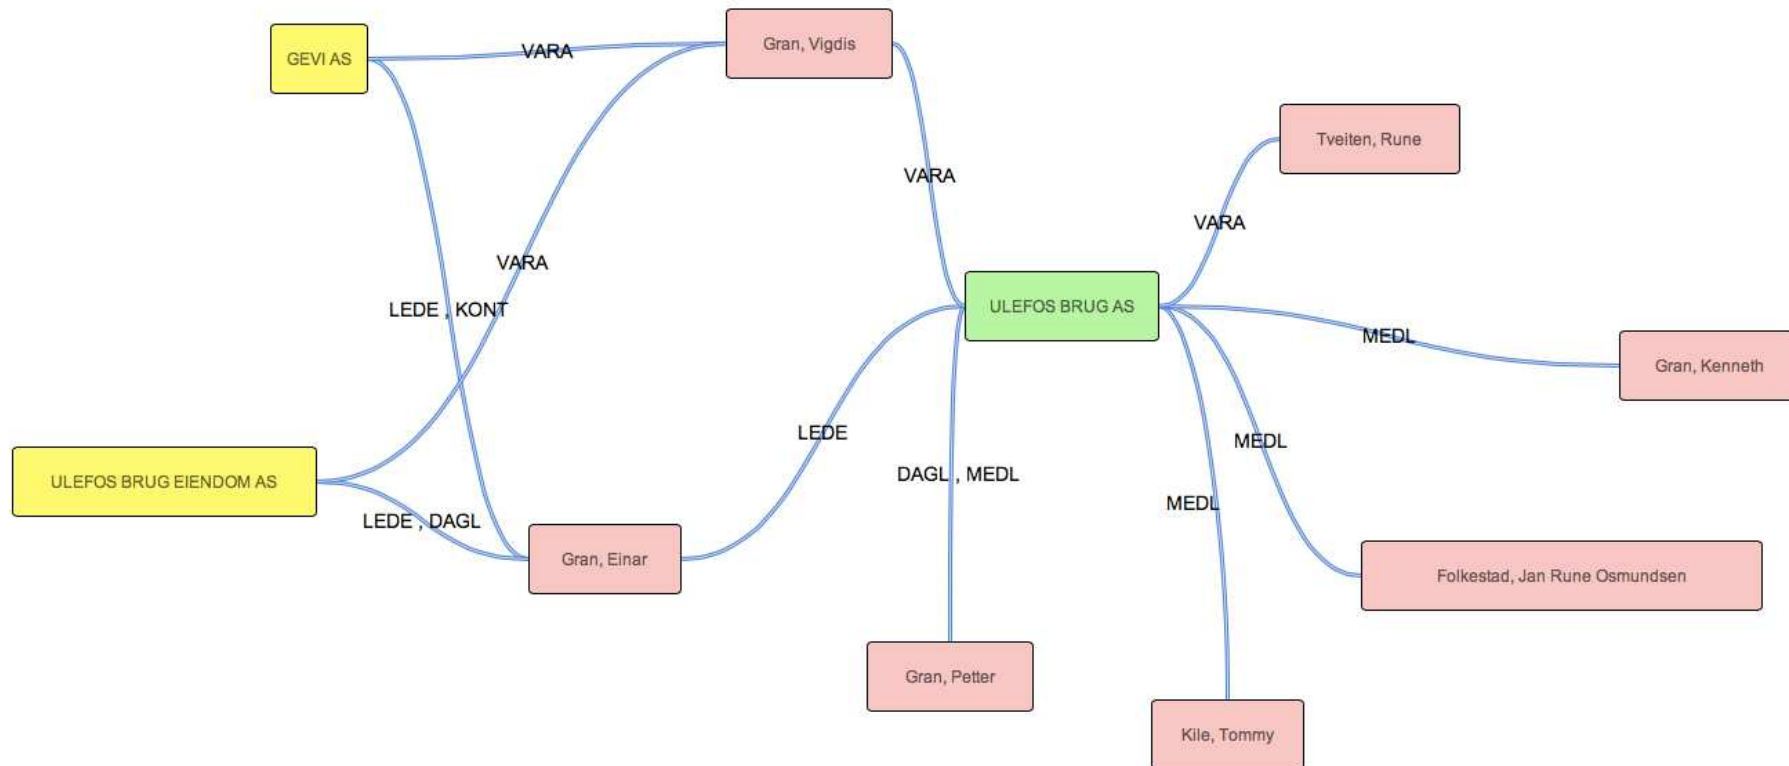 Gran, Vigdis
GEVI AS
VARA
Tveiten, Rune
VARA
VARA
VARA
LEDE , KONT
ULEFOS BRUG AS
MEDL
Gran, Kenneth
LEDE
MEDL
DAGL , MEDL
ULEFOS BRUG EIENDOM AS
MEDL
LEDE , DAGL
Gran, Einar
Folkestad, Jan Rune Osmundsen
Gran, Petter
Kile, Tommy